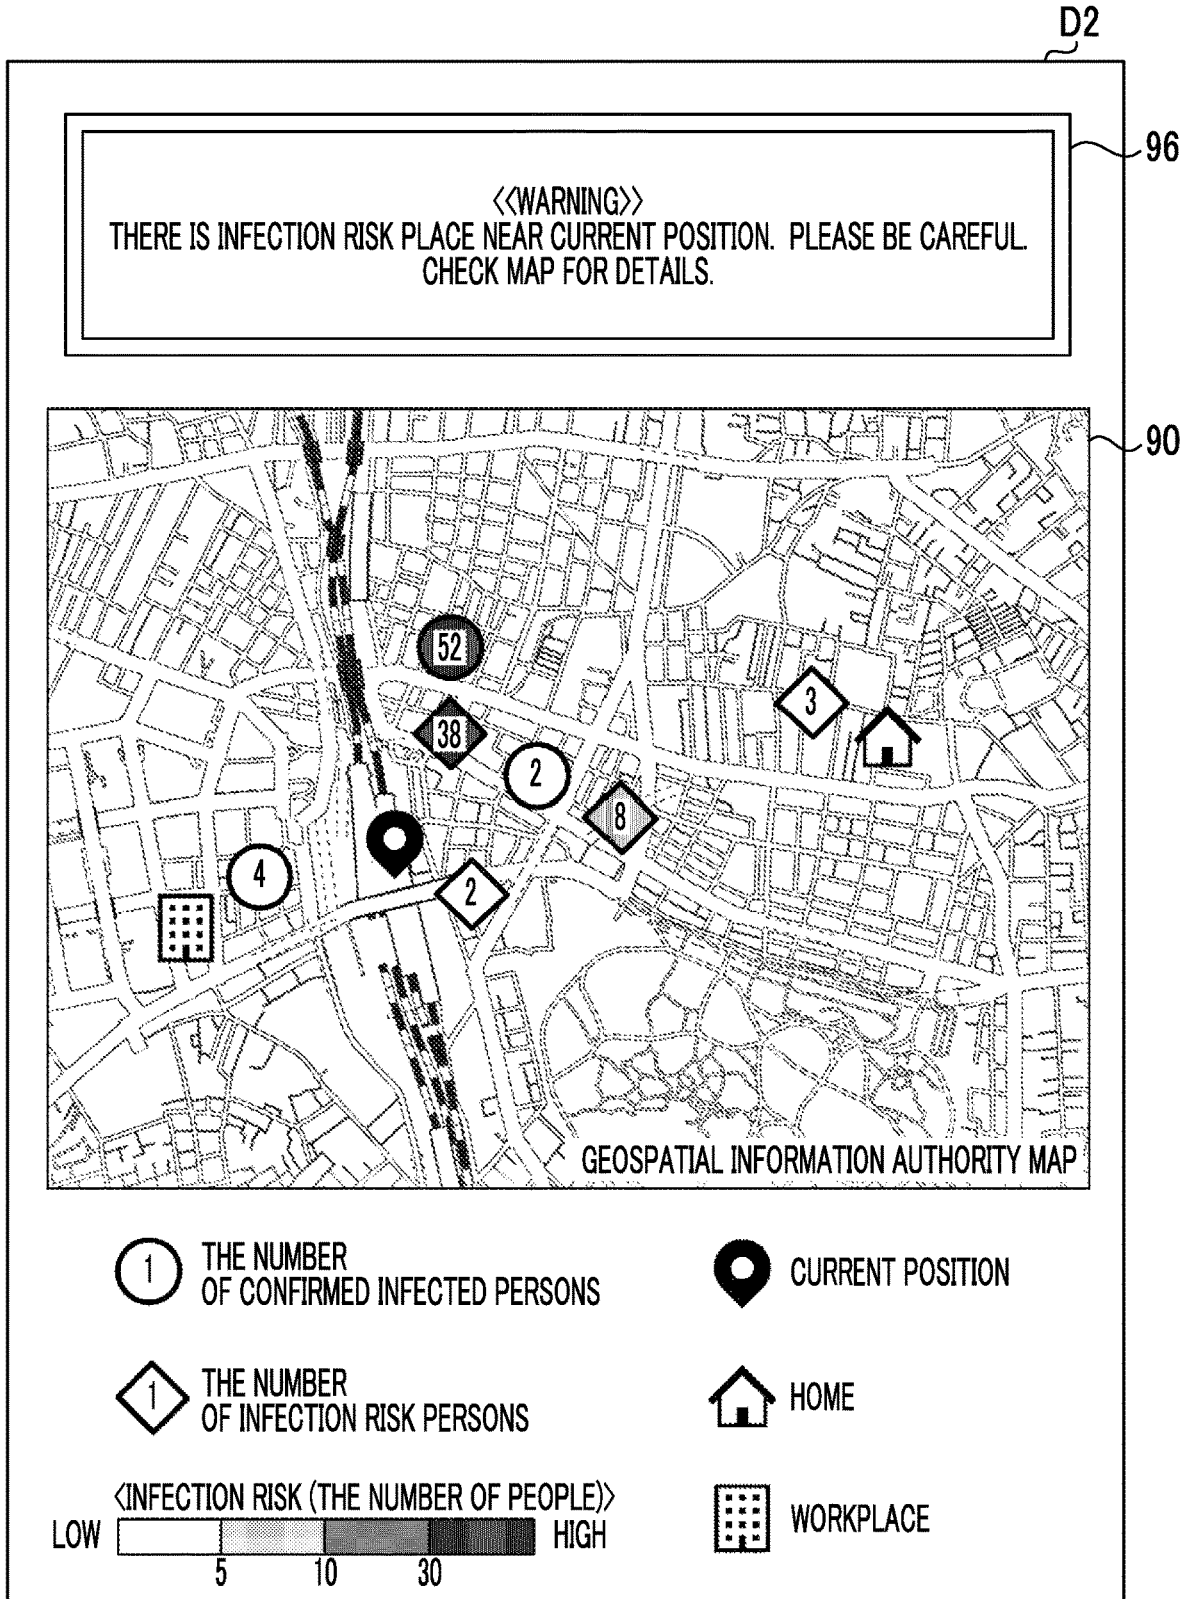 D2
96
<<WARNING>>
THERE IS INFECTION RISK PLACE NEAR CURRENT POSITION. PLEASE BE CAREFUL.
CHECK MAP FOR DETAILS.
90
52
38
3
2
8
4
2
GEOSPATIAL INFORMATION AUTHORITY MAP
1 THE NUMBER
OF CONFIRMED INFECTED PERSONS
CURRENT POSITION
1 THE NUMBER
OF INFECTION RISK PERSONS
HOME
<INFECTION RISK (THE NUMBER OF PEOPLE)>
LOW HIGH
5 10 30
WORKPLACE